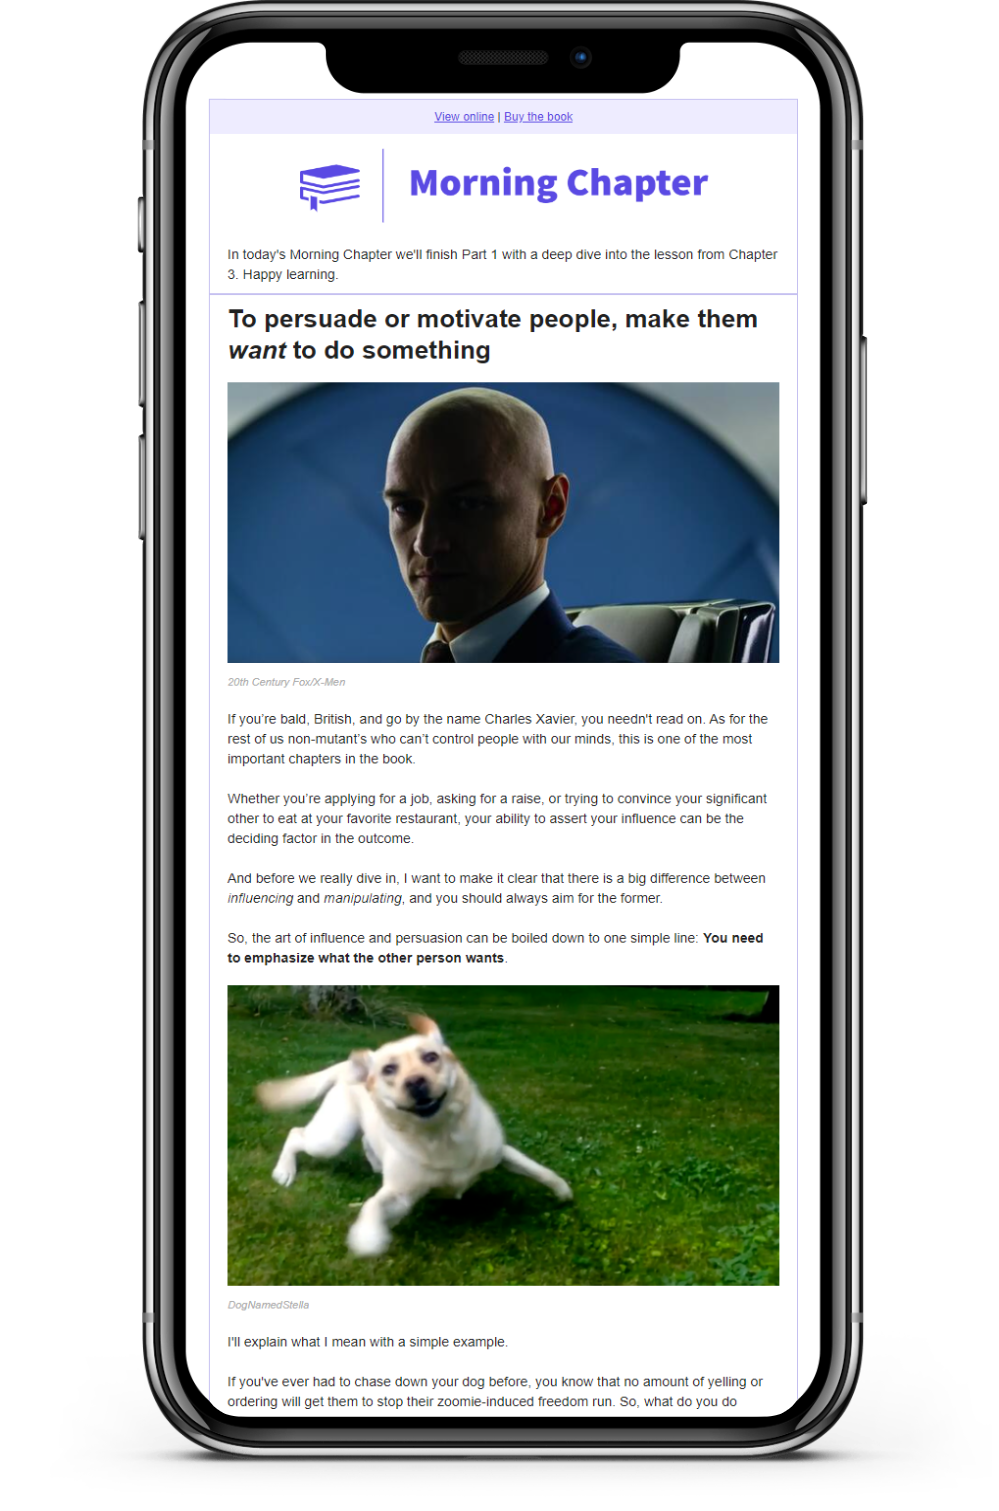 View online | Buy the book
Morning Chapter
In today's Morning Chapter we'll finish Part 1 with a deep dive into the lesson from Chapter
3. Happy learning.
To persuade or motivate people, make them
want to do something
20th Century Fox/X-Men
If you’re bald, British, and go by the name Charles Xavier, you needn't read on. As for the
rest of us non-mutant’s who can’t control people with our minds, this is one of the most
important chapters in the book.
Whether you’re applying for a job, asking for a raise, or trying to convince your significant
other to eat at your favorite restaurant, your ability to assert your influence can be the
deciding factor in the outcome.
And before we really dive in, I want to make it clear that there is a big difference between
influencing and manipulating, and you should always aim for the former.
So, the art of influence and persuasion can be boiled down to one simple line: You need
to emphasize what the other person wants.
DogNamedStella
I'll explain what I mean with a simple example.
If you've ever had to chase down your dog before, you know that no amount of yelling or
ordering will get them to stop their zoomie-induced freedom run. So, what do you do